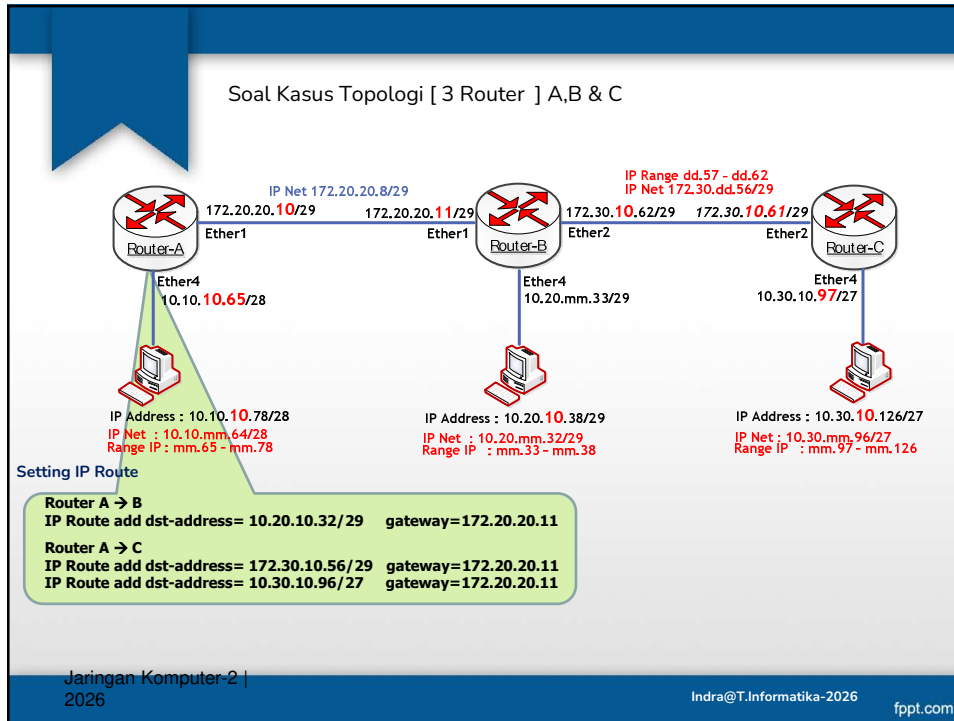 Soal Kasus Topologi [ 3 Router ] A,B & C
IP Range dd.57 - dd.62
IP Net 172.20.20.8/29
IP Net 172.30.dd.56/29
172.20.20.10/29
172.20.20.11/29
172.30.10.62/29
172.30.10.61/29
Ether1
Ether1
Ether2
Ether2
Router-A
Router-B
Router-C
Ether4
10.10.10.65/28
Ether4
10.20.mm.33/29
Ether4
10.30.10.97/27
IP Address : 10.10.10.78/28
IP Net : 10.10.mm.64/28
Range IP : mm.65 - mm.78
IP Address : 10.20.10.38/29
IP Net : 10.20.mm.32/29
Range IP : mm.33 - mm.38
IP Address : 10.30.10.126/27
IP Net : 10.30.mm.96/27
Range IP : mm.97 - mm.126
Setting IP Route
Router A → B
IP Route add dst-address= 10.20.10.32/29 gateway=172.20.20.11
Router A → C
IP Route add dst-address= 172.30.10.56/29 gateway=172.20.20.11
IP Route add dst-address= 10.30.10.96/27 gateway=172.20.20.11
Jaringan Komputer-2 |
2026
Indra@T.Informatika-2026
fppt.com